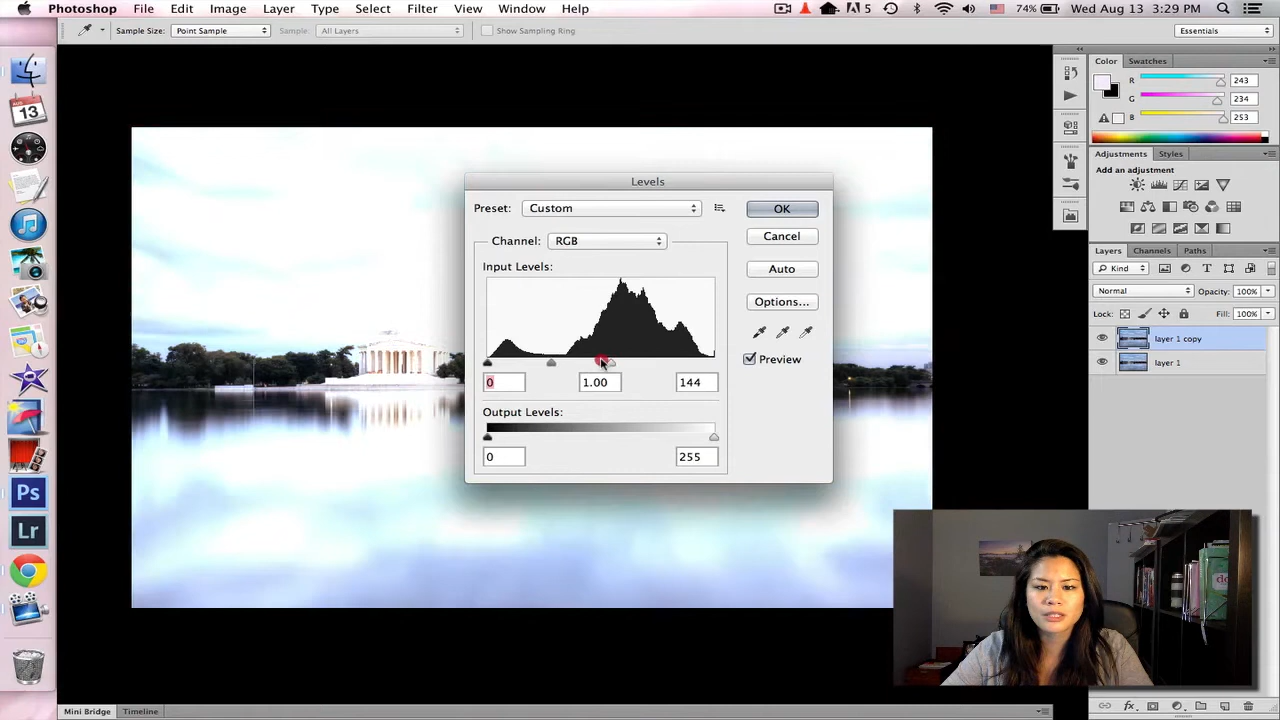 Photoshop File Edit Image Layer Type Select Filter View Window Help 5 74% Wed Aug 13 3:29 PM
Sample Size: Point Sample Sample: All Layers Show Sampling Ring Essentials
Color Swatches
R 243
G 234
B 253
Adjustments Styles
Add an adjustment
Layers Channels Paths
Kind
Normal Opacity: 100%
Lock: Fill: 100%
layer 1 copy
layer 1
Levels
Preset: Custom OK
Channel: RGB Cancel
Input Levels: Auto
Options...
Preview
0 1.00 144
Output Levels:
0 255
AUG
13
Ps
Lr
Mini Bridge Timeline